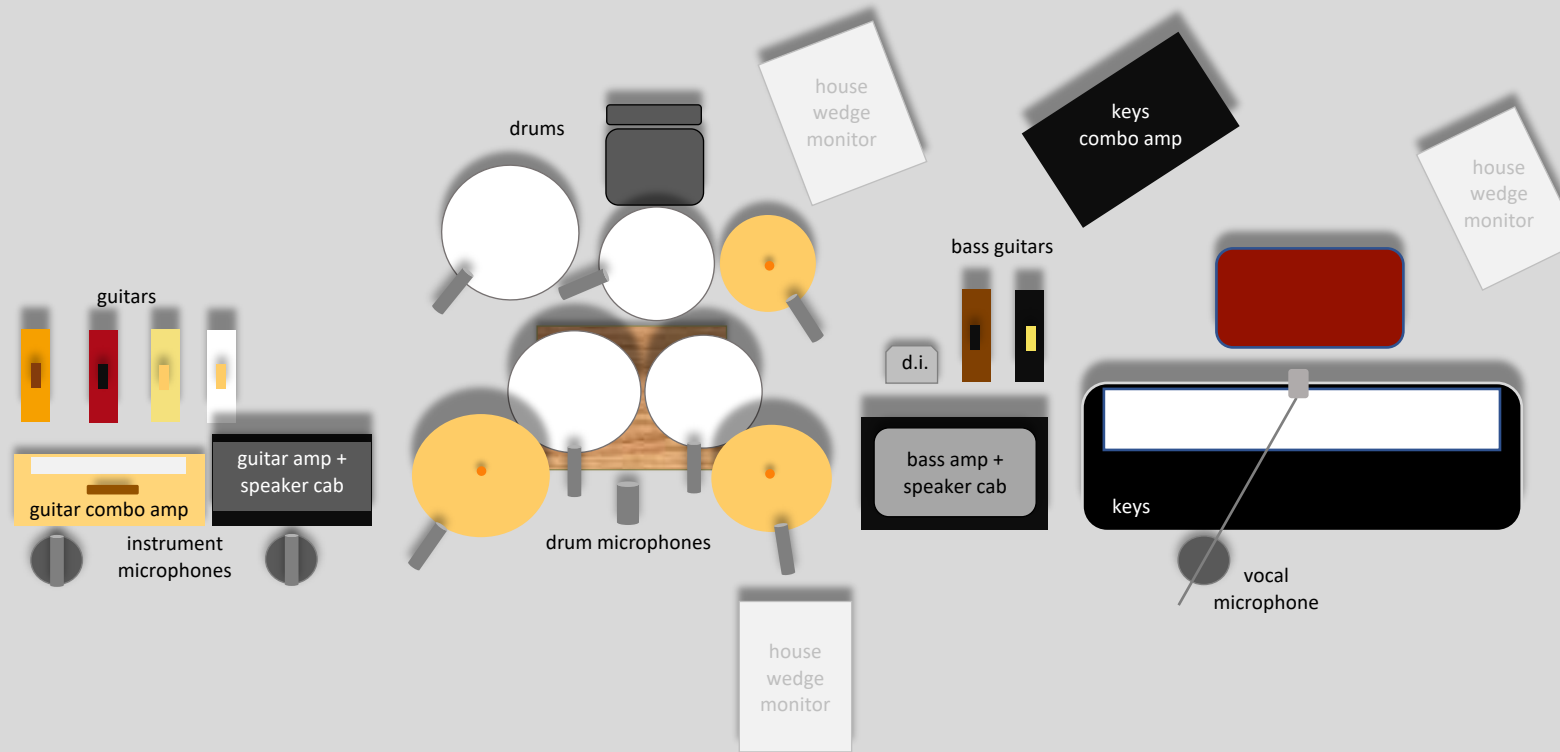 house
wedge
monitor
keys
combo amp
drums
house
wedge
monitor
bass guitars
guitars
d.i.
guitar amp +
speaker cab
bass amp +
speaker cab
guitar combo amp
keys
instrument
microphones
drum microphones
vocal
microphone
house
wedge
monitor